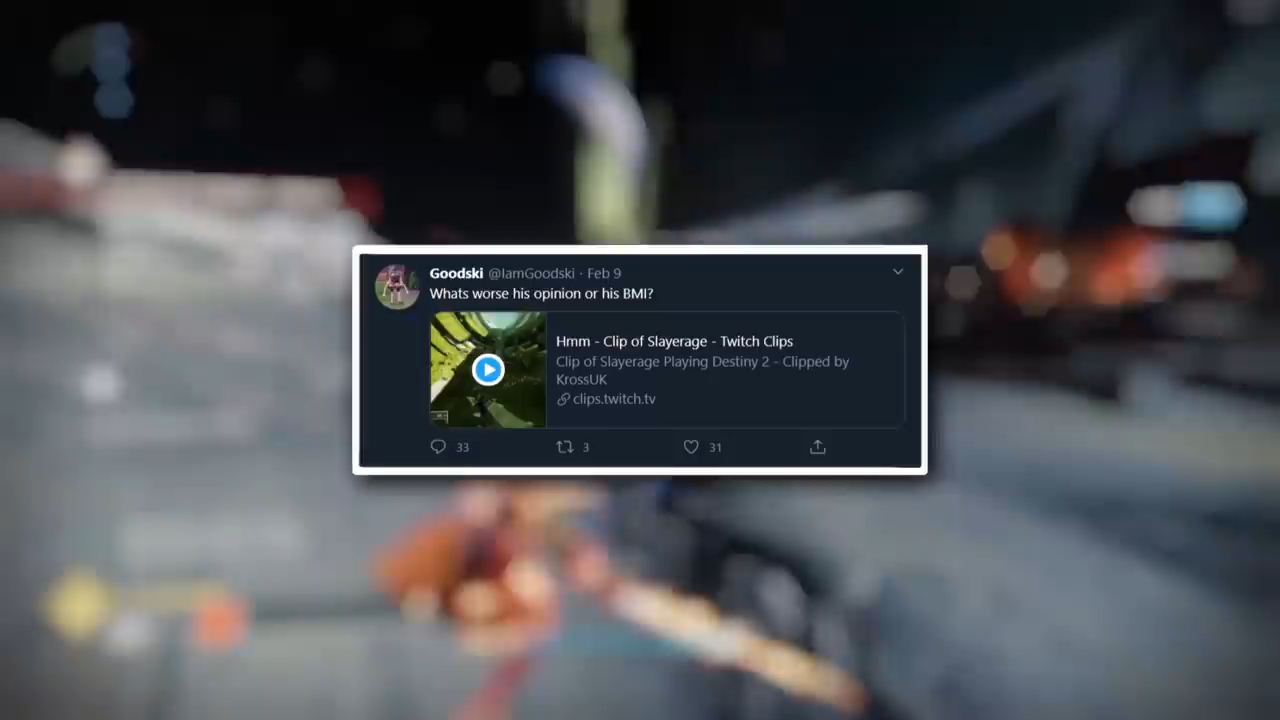 Goodski @IamGoodski · Feb 9
Whats worse his opinion or his BMI?
Hmm - Clip of Slayerage - Twitch Clips
Clip of Slayerage Playing Destiny 2 - Clipped by
KrossUK
clips.twitch.tv
33 3 31